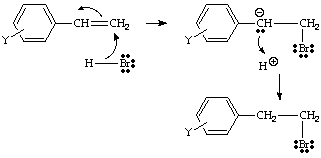 CH CH₂ CH CH₂
Y H Br Y ⊖ Br
H⊕
CH₂ CH₂
Y Br